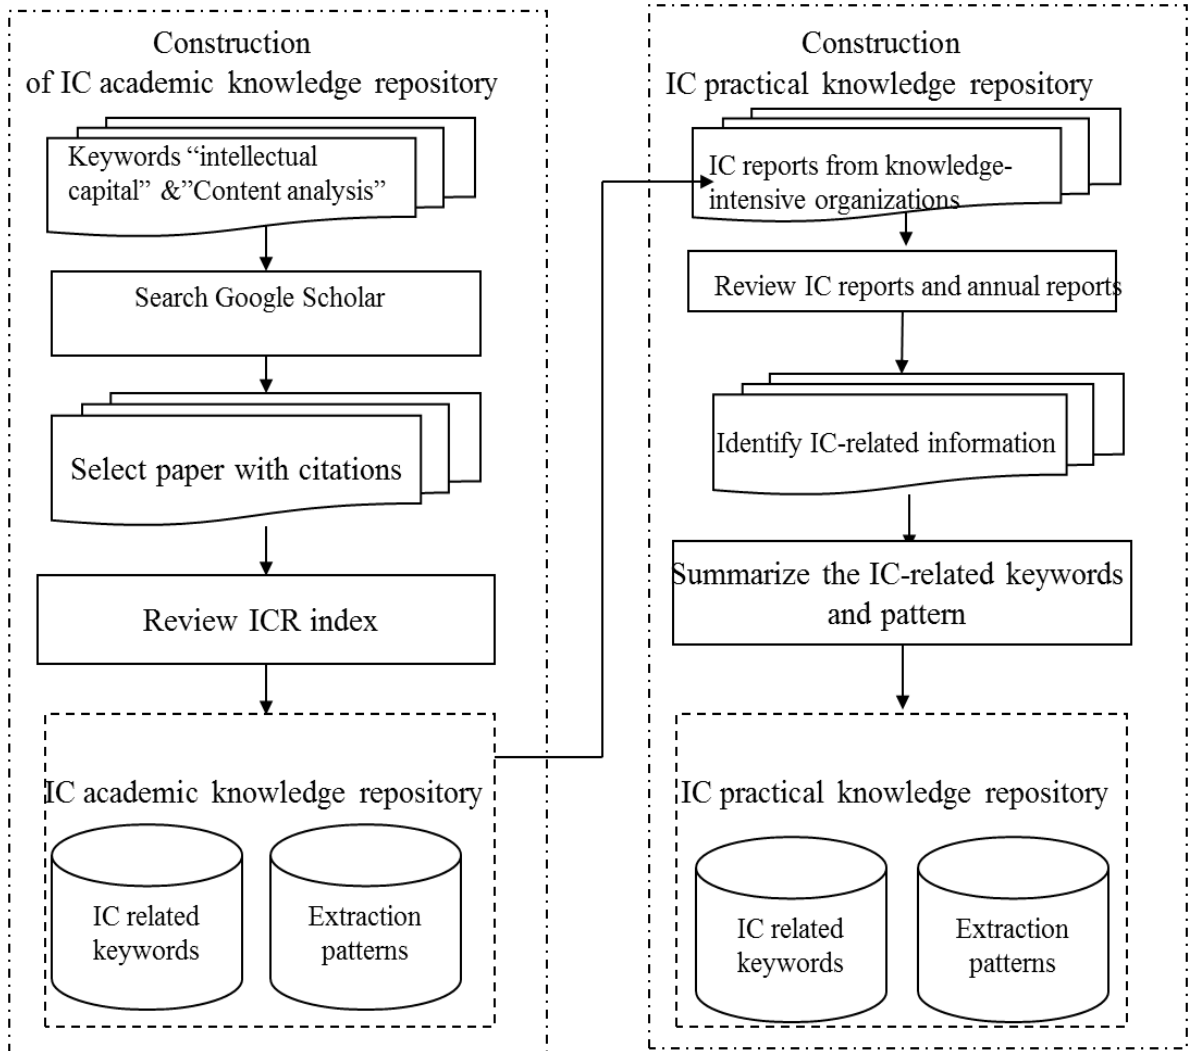 Construction
of IC academic knowledge repository
Keywords “intellectual
capital” &”Content analysis”
Search Google Scholar
Select paper with citations
Review ICR index
IC academic knowledge repository
IC related
keywords
Extraction
patterns
Construction
IC practical knowledge repository
IC reports from knowledge-
intensive organizations
Review IC reports and annual reports
Identify IC-related information
Summarize the IC-related keywords
and pattern
IC practical knowledge repository
IC related
keywords
Extraction
patterns